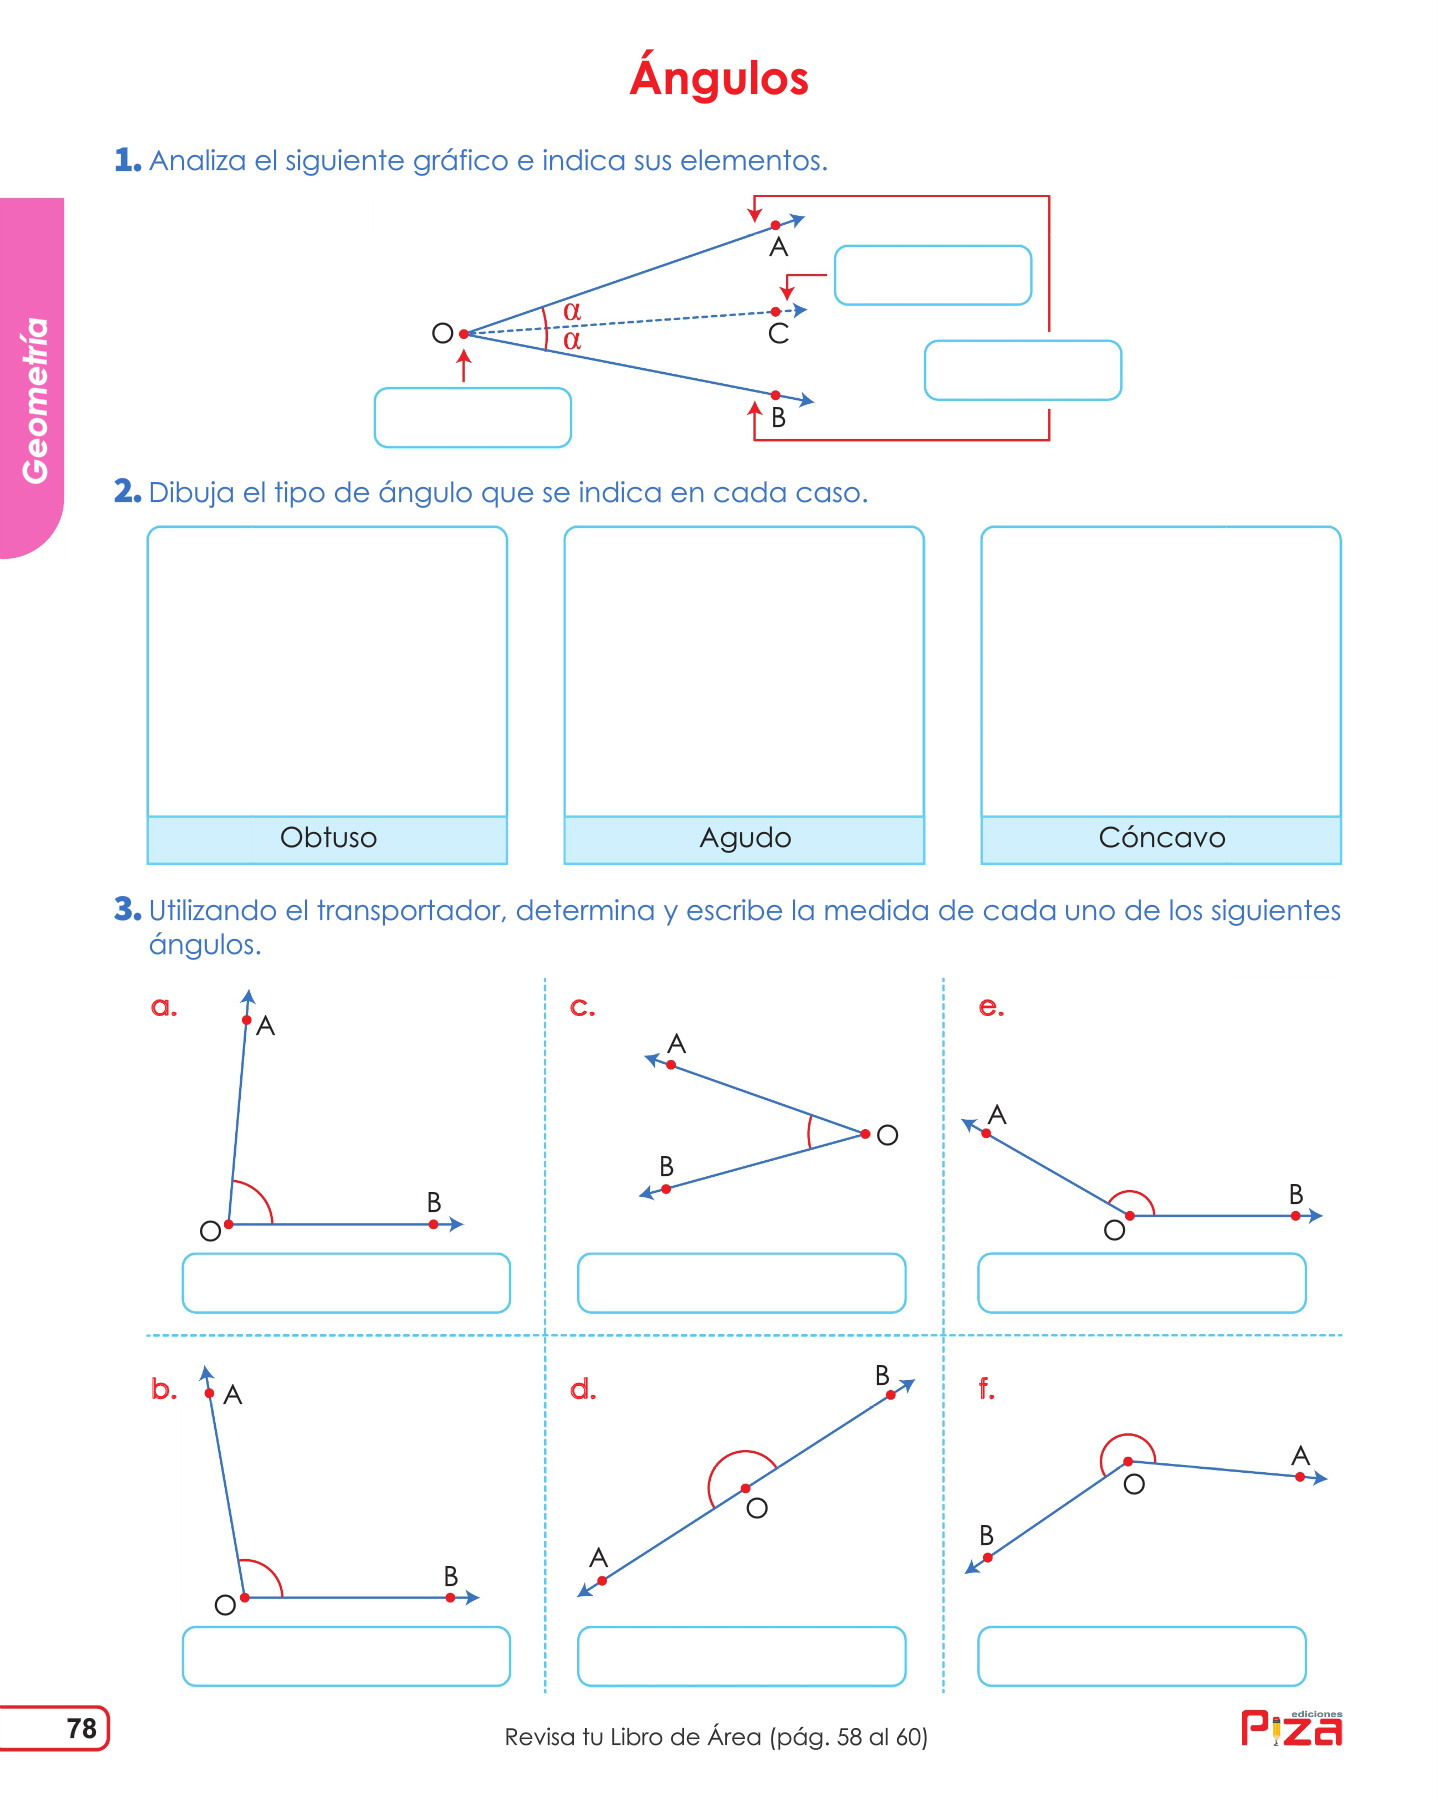 Ángulos
1. Analiza el siguiente gráfico e indica sus elementos.
Geometría
A
α
O
C
α
B
2. Dibuja el tipo de ángulo que se indica en cada caso.
Obtuso
Agudo
Cóncavo
3. Utilizando el transportador, determina y escribe la medida de cada uno de los siguientes
ángulos.
a.
A
B
O
c.
A
O
B
e.
A
B
O
b.
A
B
O
d.
B
O
A
f.
A
O
B
78
Revisa tu Libro de Área (pág. 58 al 60)
ediciones
Piza